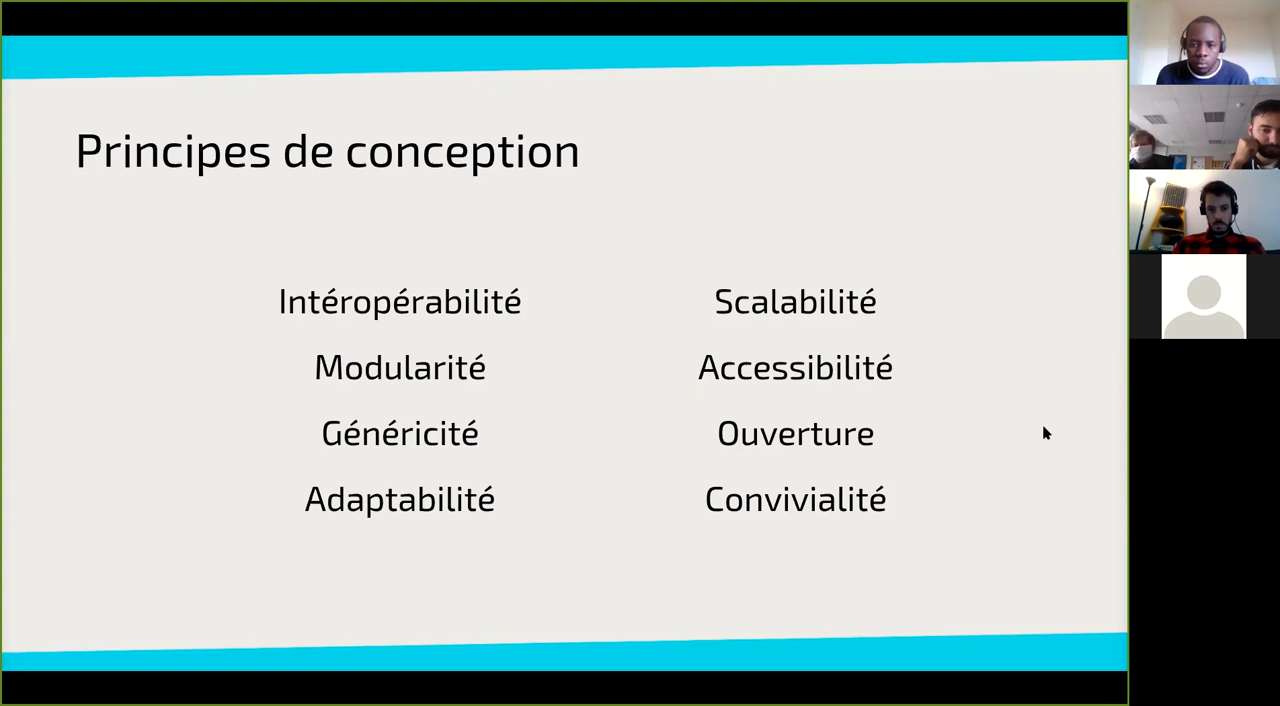 Principes de conception
Intéropérabilité
Modularité
Généricité
Adaptabilité
Scalabilité
Accessibilité
Ouverture
Convivialité